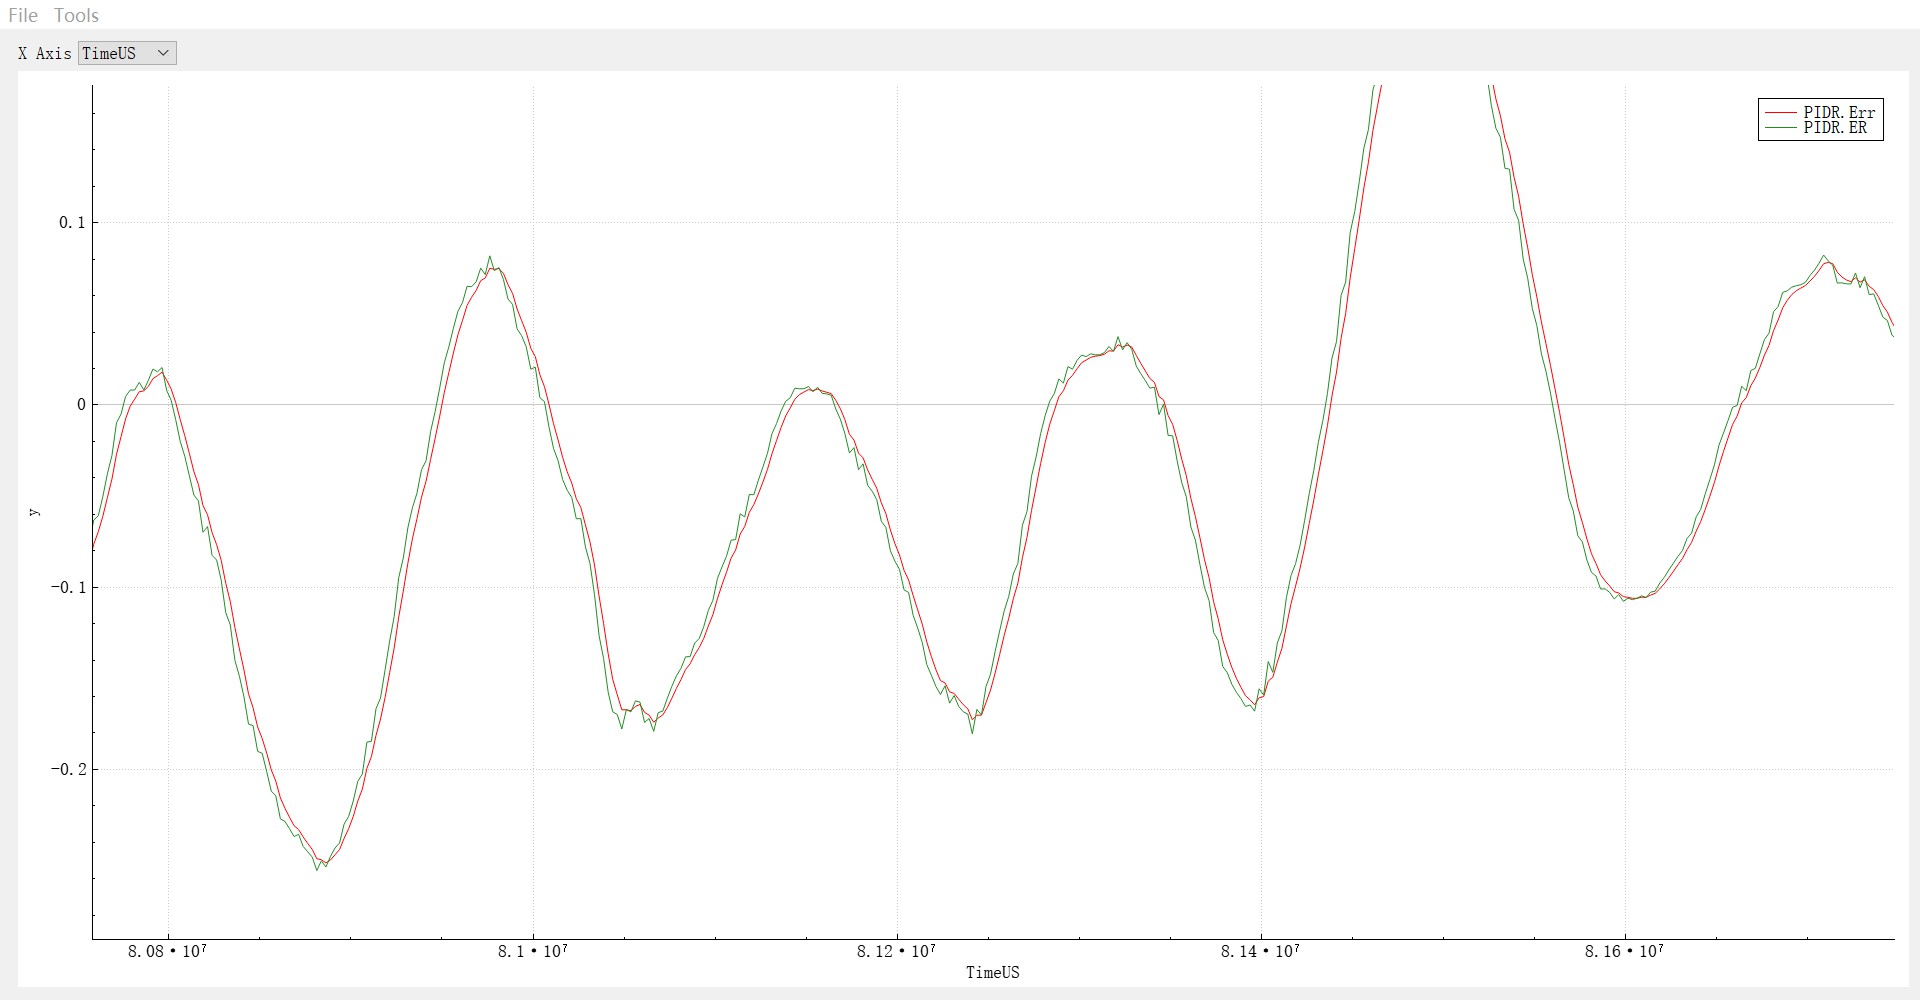 File Tools
X Axis TimeUS
PIDR.Err
PIDR.ER
0.1
0
-0.1
-0.2
y
8.08•10⁷ 8.1•10⁷ 8.12•10⁷ 8.14•10⁷ 8.16•10⁷
TimeUS